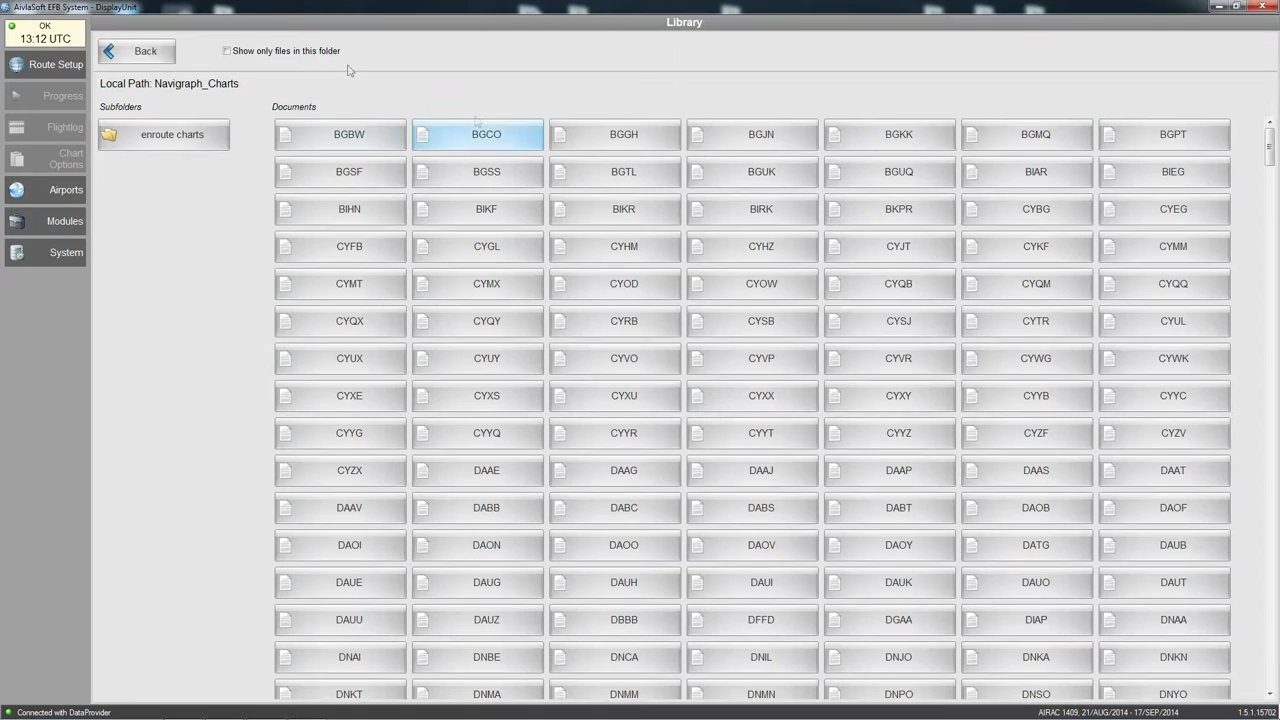 AivlaSoft EFB System - DisplayUnit
OK
13:12 UTC
Library
Back
Show only files in this folder
Route Setup
Progress
Flightlog
Chart
Options
Airports
Modules
System
Local Path: Navigraph_Charts
Subfolders
Documents
enroute charts
BGBW BGCO BGGH BGJN BGKK BGMQ BGPT
BGSF BGSS BGTL BGUK BGUQ BIAR BIEG
BIHN BIKF BIKR BIRK BKPR CYBG CYEG
CYFB CYGL CYHM CYHZ CYJT CYKF CYMM
CYMT CYMX CYOD CYOW CYQB CYQM CYQQ
CYQX CYQY CYRB CYSB CYSJ CYTR CYUL
CYUX CYUY CYVO CYVP CYVR CYWG CYWK
CYXE CYXS CYXU CYXX CYXY CYYB CYYC
CYYG CYYQ CYYR CYYT CYYZ CYZF CYZV
CYZX DAAE DAAG DAAJ DAAP DAAS DAAT
DAAV DABB DABC DABS DABT DAOB DAOF
DAOI DAON DAOO DAOV DAOY DATG DAUB
DAUE DAUG DAUH DAUI DAUK DAUO DAUT
DAUU DAUZ DBBB DFFD DGAA DIAP DNAA
DNAI DNBE DNCA DNIL DNJO DNKA DNKN
DNKT DNMA DNMM DNMN DNPO DNSO DNYO
Connected with DataProvider
AIRAC 1409, 21/AUG/2014 - 17/SEP/2014
1.5.1.15702